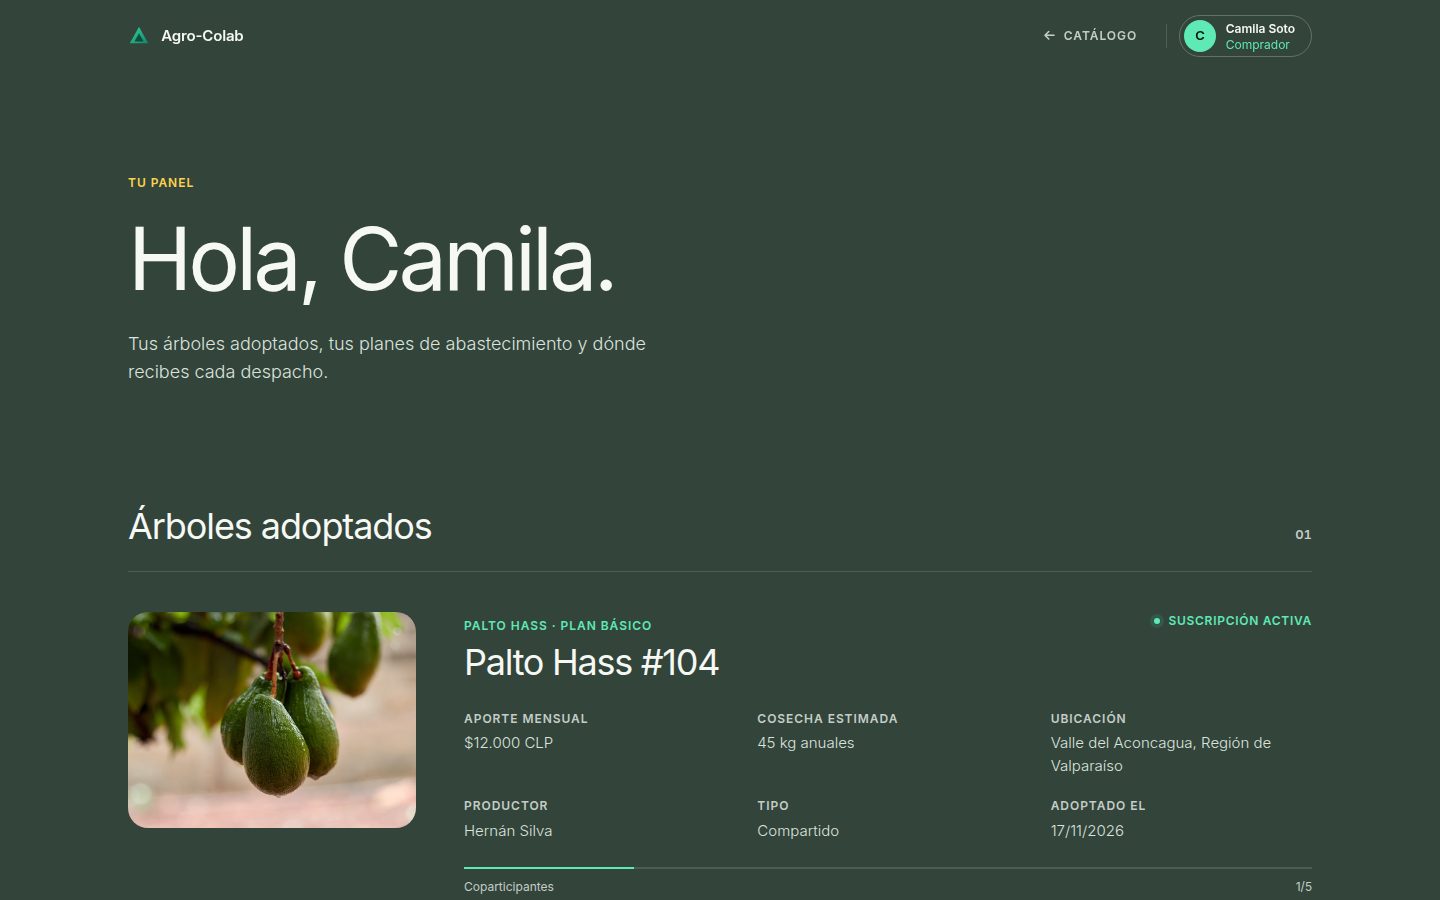 Agro-Colab
← CATÁLOGO
C
Camila Soto
Comprador
TU PANEL
Hola, Camila.
Tus árboles adoptados, tus planes de abastecimiento y dónde
recibes cada despacho.
Árboles adoptados
01
PALTO HASS · PLAN BÁSICO
SUSCRIPCIÓN ACTIVA
Palto Hass #104
APORTE MENSUAL
$12.000 CLP
COSECHA ESTIMADA
45 kg anuales
UBICACIÓN
Valle del Aconcagua, Región de
Valparaíso
PRODUCTOR
Hernán Silva
TIPO
Compartido
ADOPTADO EL
17/11/2026
Coparticipantes
1/5